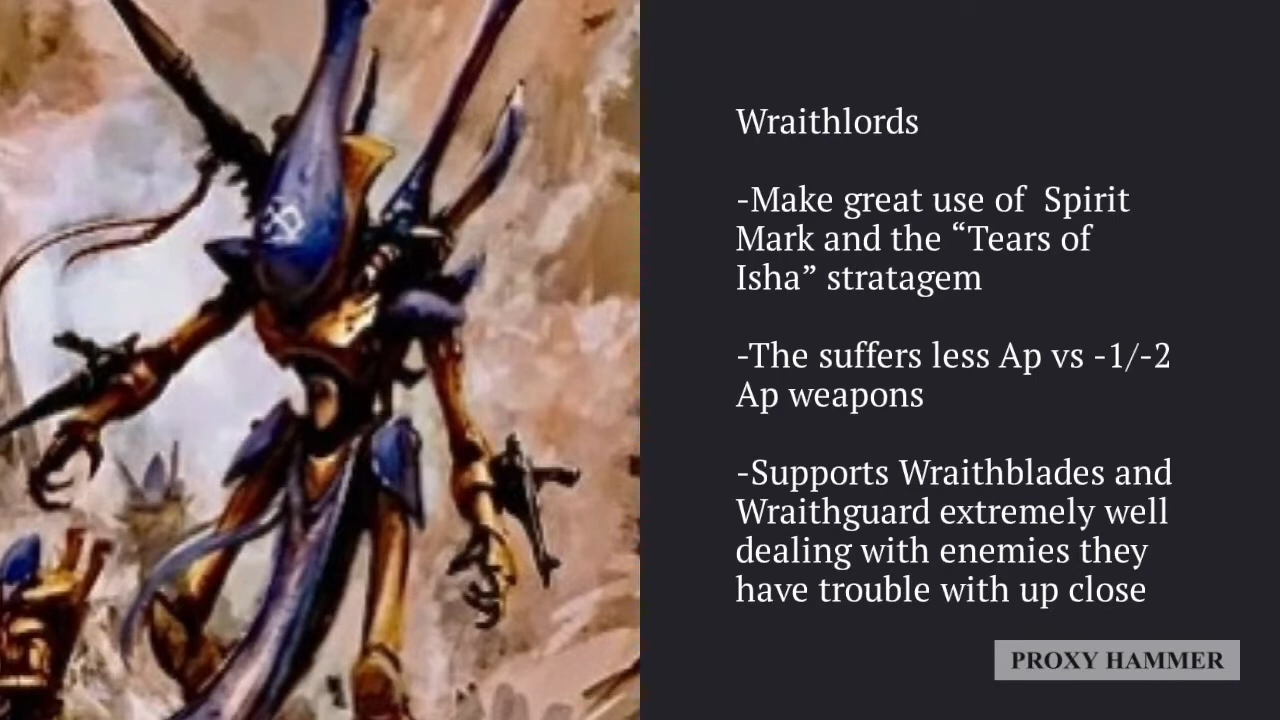 Wraithlords
-Make great use of  Spirit
Mark and the “Tears of
Isha” stratagem
-The suffers less Ap vs -1/-2
Ap weapons
-Supports Wraithblades and
Wraithguard extremely well
dealing with enemies they
have trouble with up close
PROXY HAMMER